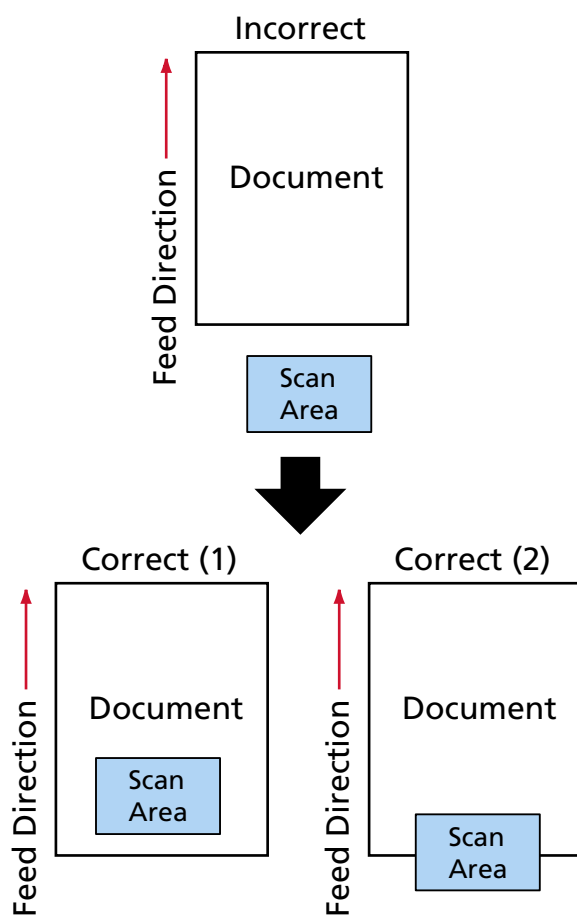 Incorrect
Feed Direction
Document
Scan
Area
Correct (1)
Feed Direction
Document
Scan
Area
Correct (2)
Feed Direction
Document
Scan
Area